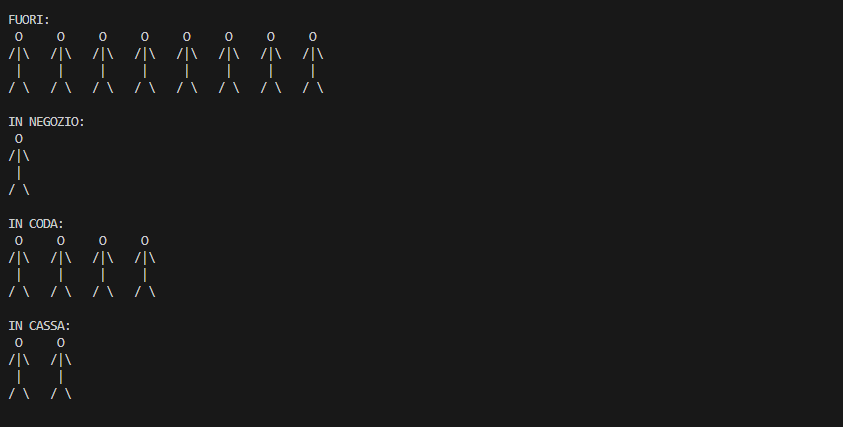 FUORI:
 O     O     O     O     O     O     O     O
/|\   /|\   /|\   /|\   /|\   /|\   /|\   /|\
 |     |     |     |     |     |     |     |
/ \   / \   / \   / \   / \   / \   / \   / \

IN NEGOZIO:
 O
/|\
 |
/ \

IN CODA:
 O     O     O     O
/|\   /|\   /|\   /|\
 |     |     |     |
/ \   / \   / \   / \

IN CASSA:
 O     O
/|\   /|\
 |     |
/ \   / \